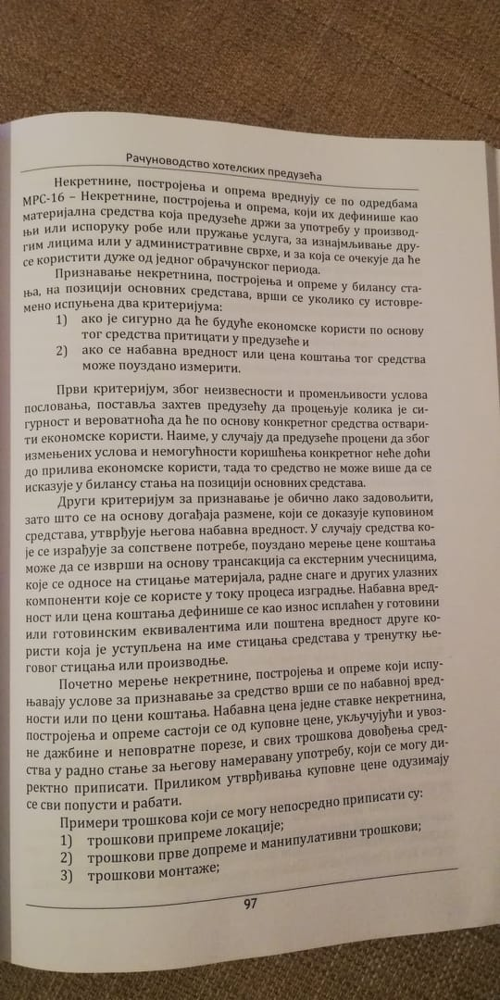 Рачуноводство хотелских предузећа
Некретнине, постројења и опрема вреднују се по одредбама
МРС-16 – Некретнине, постројења и опрема, који их дефинише као
материјална средства која предузеће држи за употребу у производ-
њи или испоруку робе или пружање услуга, за изнајмљивање дру-
гим лицима или у административне сврхе, и за која се очекује да ће
се користити дуже од једног обрачунског периода.
Признавање некретнина, постројења и опреме у билансу ста-
ња, на позицији основних средстава, врши се уколико су истовре-
мено испуњена два критеријума:
1) ако је сигурно да ће будуће економске користи по основу
тог средства притицати у предузеће и
2) ако се набавна вредност или цена коштања тог средства
може поуздано измерити.
Први критеријум, због неизвесности и променљивости услова
пословања, поставља захтев предузећу да процењује колика је си-
гурност и вероватноћа да ће по основу конкретног средства оствари-
ти економске користи. Наиме, у случају да предузеће процени да због
измењених услова и немогућности коришћења конкретног неће доћи
до прилива економске користи, тада то средство не може више да се
исказује у билансу стања на позицији основних средстава.
Други критеријум за признавање је обично лако задовољити,
зато што се на основу догађаја размене, који се доказује куповином
средства, утврђује његова набавна вредност. У случају средства ко-
је се израђује за сопствене потребе, поуздано мерење цене коштања
може да се изврши на основу трансакција са екстерним учесницима,
које се односе на стицање материјала, радне снаге и других улазних
компоненти које се користе у току процеса изградње. Набавна вред-
ност или цена коштања дефинише се као износ исплаћен у готовини
или готовинским еквивалентима или поштена вредност друге ко-
ристи која је уступљена на име стицања средства у тренутку ње-
говог стицања или производње.
Почетно мерење некретнине, постројења и опреме који испу-
њавају услове за признавање за средство врши се по набавној вред-
ности или по цени коштања. Набавна цена једне ставке некретнина,
постројења и опреме састоји се од куповне цене, укључујући и увоз-
не дажбине и неповратне порезе, и свих трошкова довођења сред-
ства у радно стање за његову намеравану употребу, који се могу ди-
ректно приписати. Приликом утврђивања куповне цене одузимају
се сви попусти и рабати.
Примери трошкова који се могу непосредно приписати су:
1) трошкови припреме локације;
2) трошкови прве допреме и манипулативни трошкови;
3) трошкови монтаже;
97